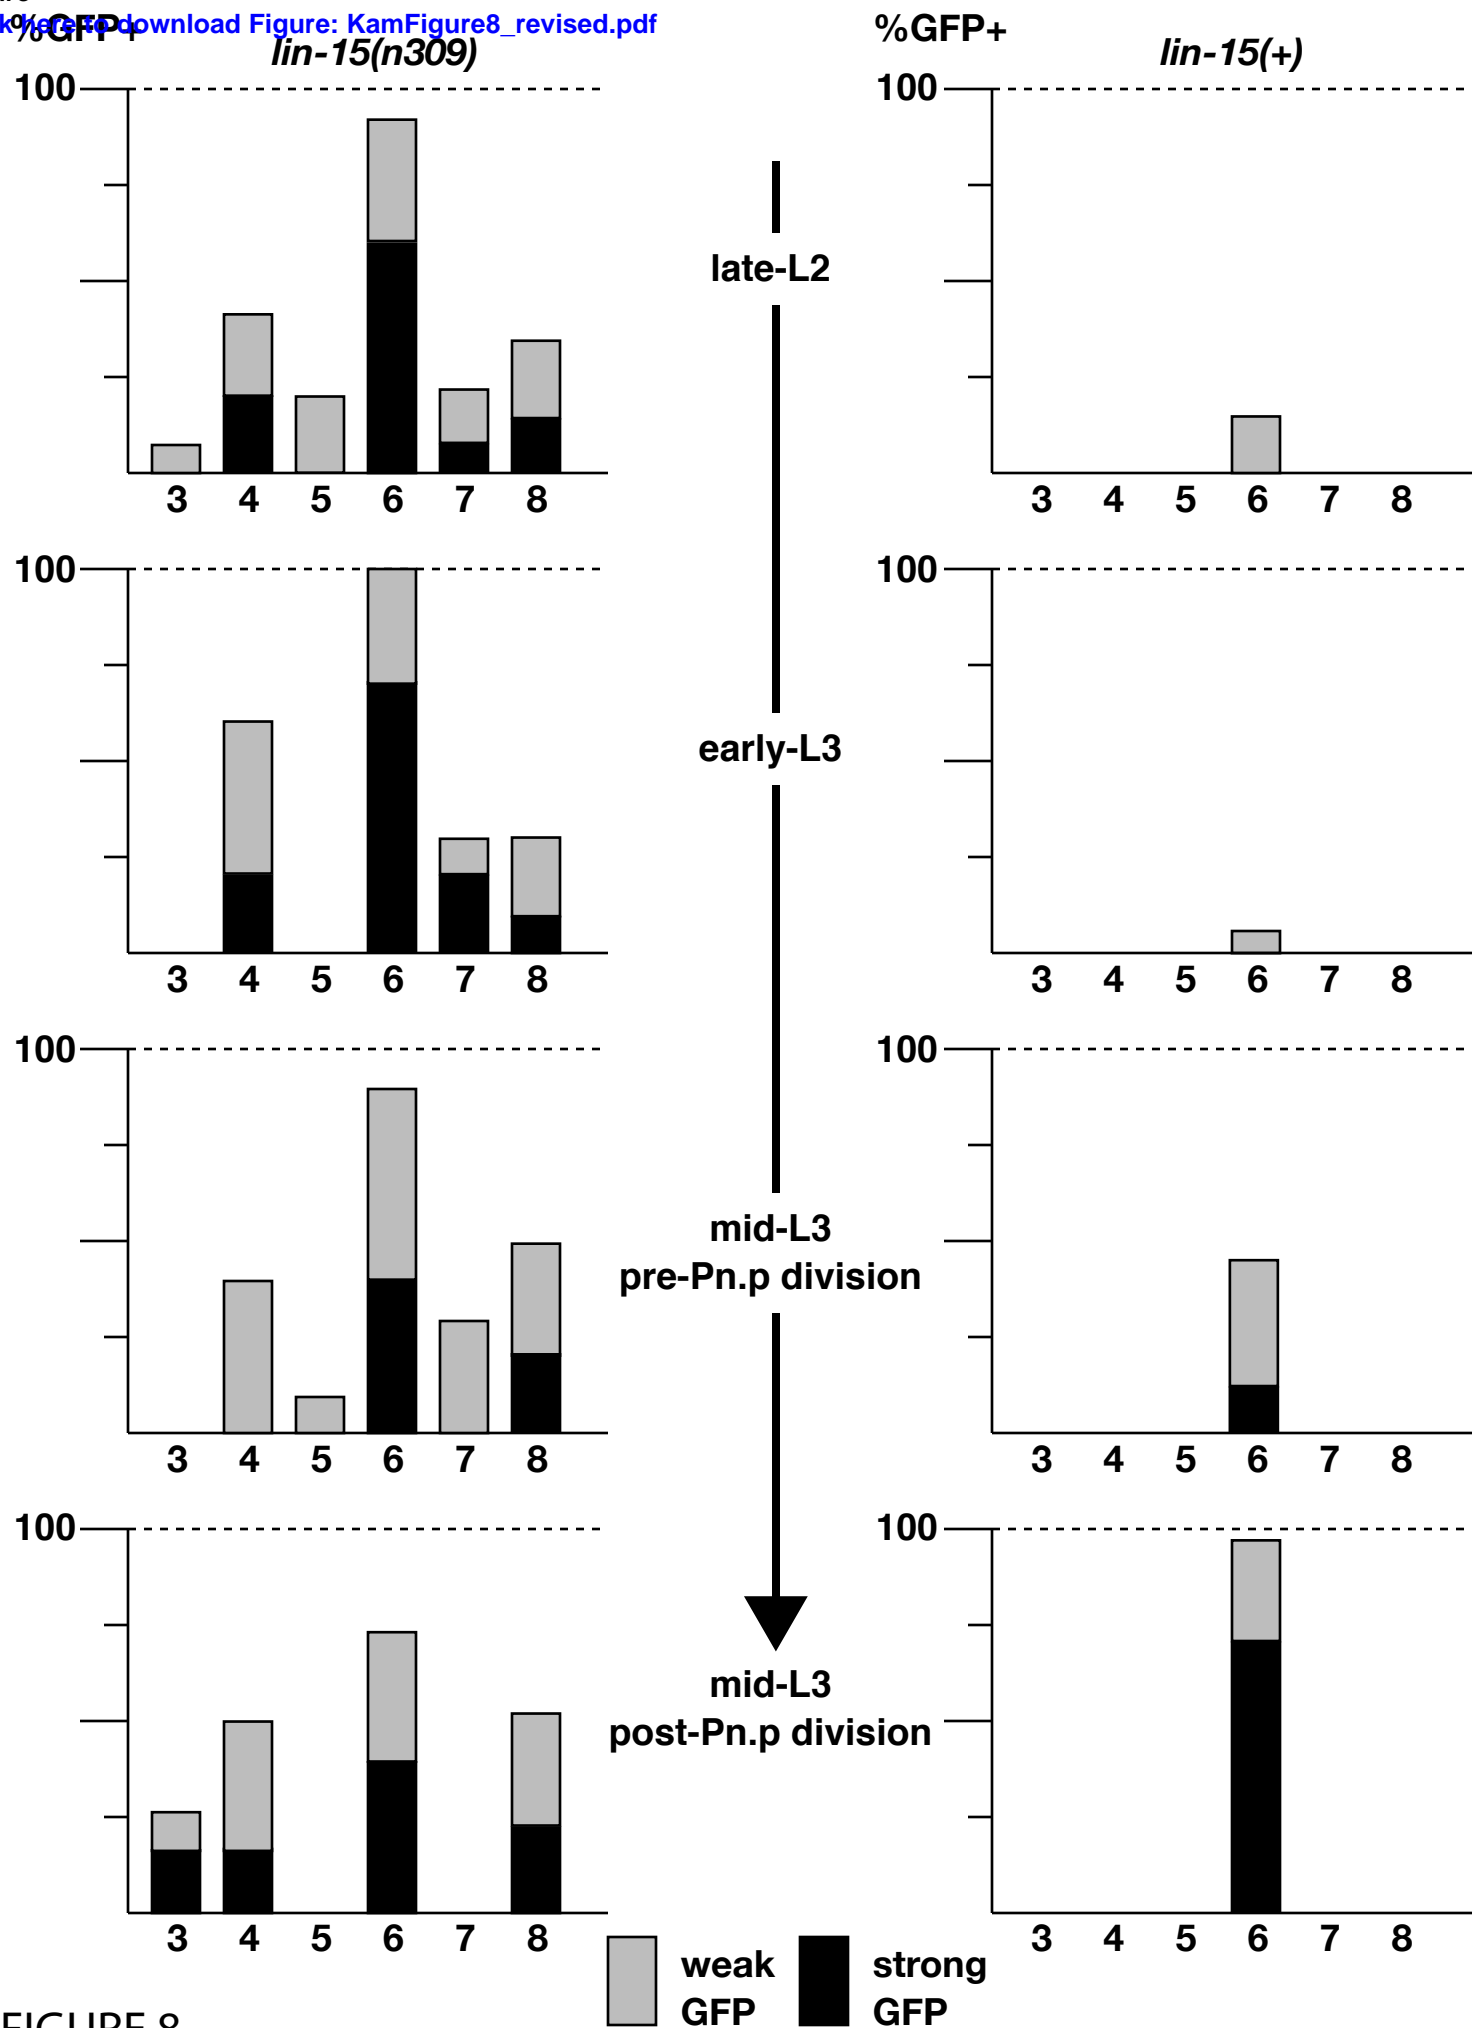 k here to download Figure: KamFigure8_revised.pdf
%GFP+
lin-15(n309)
%GFP+
lin-15(+)
100
3 4 5 6 7 8
late-L2
100
3 4 5 6 7 8
100
3 4 5 6 7 8
early-L3
100
3 4 5 6 7 8
100
3 4 5 6 7 8
mid-L3
pre-Pn.p division
100
3 4 5 6 7 8
100
3 4 5 6 7 8
mid-L3
post-Pn.p division
100
3 4 5 6 7 8
weak
GFP
strong
GFP
FIGURE 8